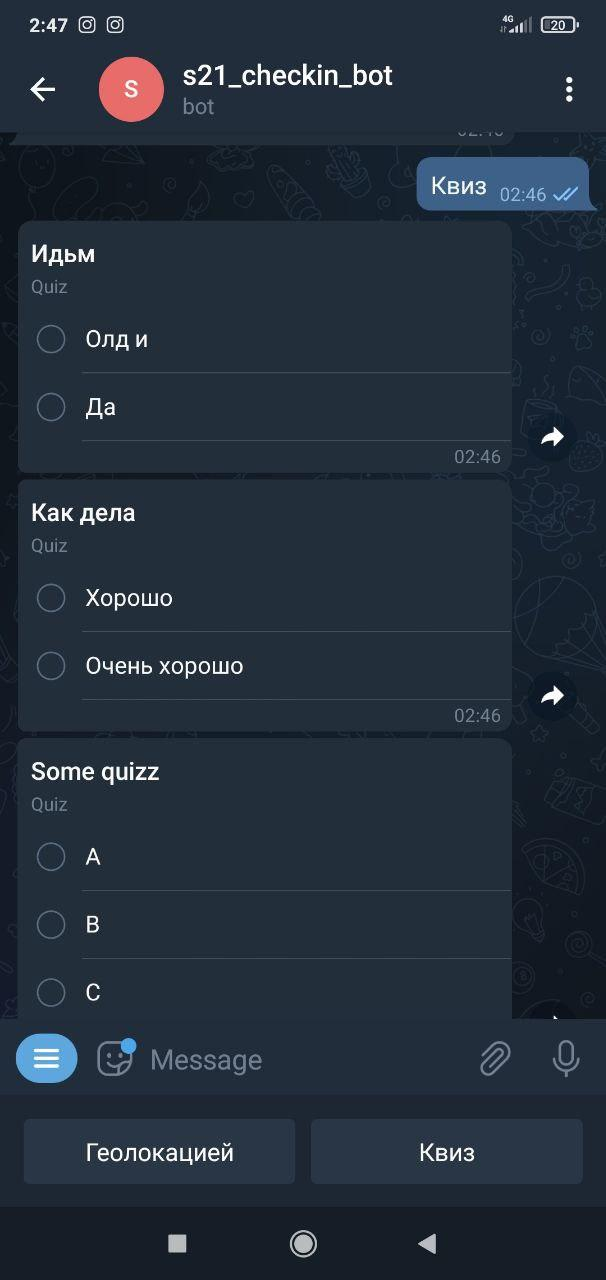 2:47
4G
20
S
s21_checkin_bot
bot
Квиз 02:46
Идьм
Quiz
Олд и
Да
02:46
Как дела
Quiz
Хорошо
Очень хорошо
02:46
Some quizz
Quiz
A
B
C
Message
Геолокацией
Квиз